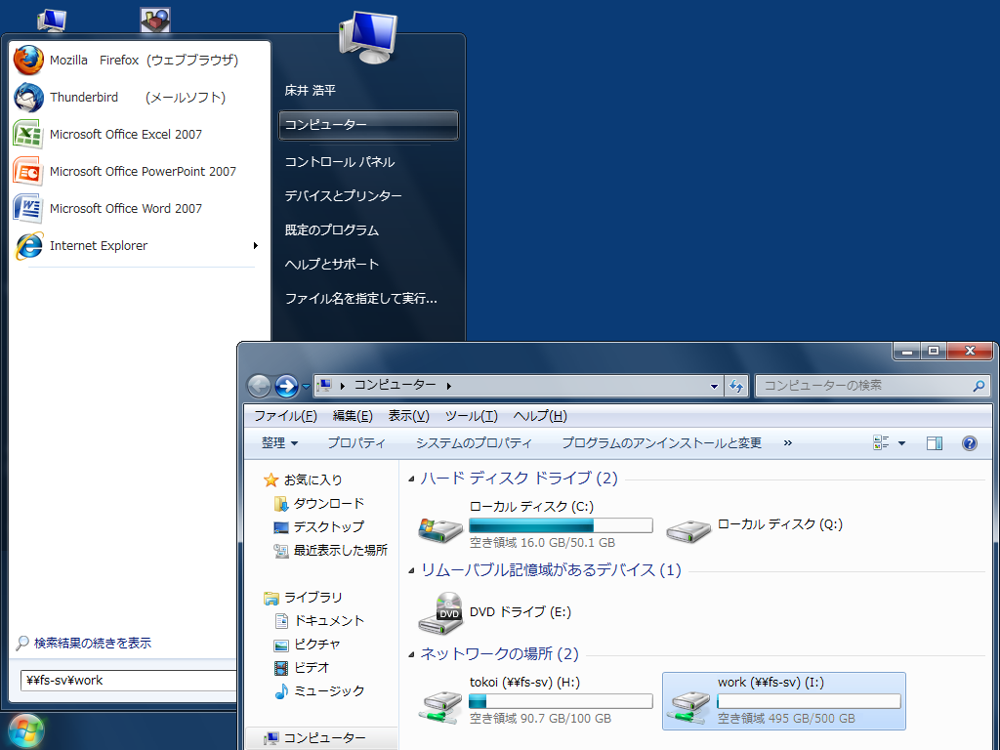 Mozilla Firefox (ウェブブラウザ)
Thunderbird (メールソフト)
Microsoft Office Excel 2007
Microsoft Office PowerPoint 2007
Microsoft Office Word 2007
Internet Explorer
検索結果の続きを表示
¥¥fs-sv¥work
床井 浩平
コンピューター
コントロール パネル
デバイスとプリンター
既定のプログラム
ヘルプとサポート
ファイル名を指定して実行...
コンピューター
コンピューターの検索
ファイル(F) 編集(E) 表示(V) ツール(T) ヘルプ(H)
整理 プロパティ システムのプロパティ プログラムのアンインストールと変更 »
お気に入り
ダウンロード
デスクトップ
最近表示した場所
ライブラリ
ドキュメント
ピクチャ
ビデオ
ミュージック
コンピューター
ハード ディスク ドライブ (2)
ローカル ディスク (C:)
空き領域 16.0 GB/50.1 GB
ローカル ディスク (Q:)
リムーバブル記憶域があるデバイス (1)
DVD
DVD ドライブ (E:)
ネットワークの場所 (2)
tokoi (¥¥fs-sv) (H:)
空き領域 90.7 GB/100 GB
work (¥¥fs-sv) (I:)
空き領域 495 GB/500 GB